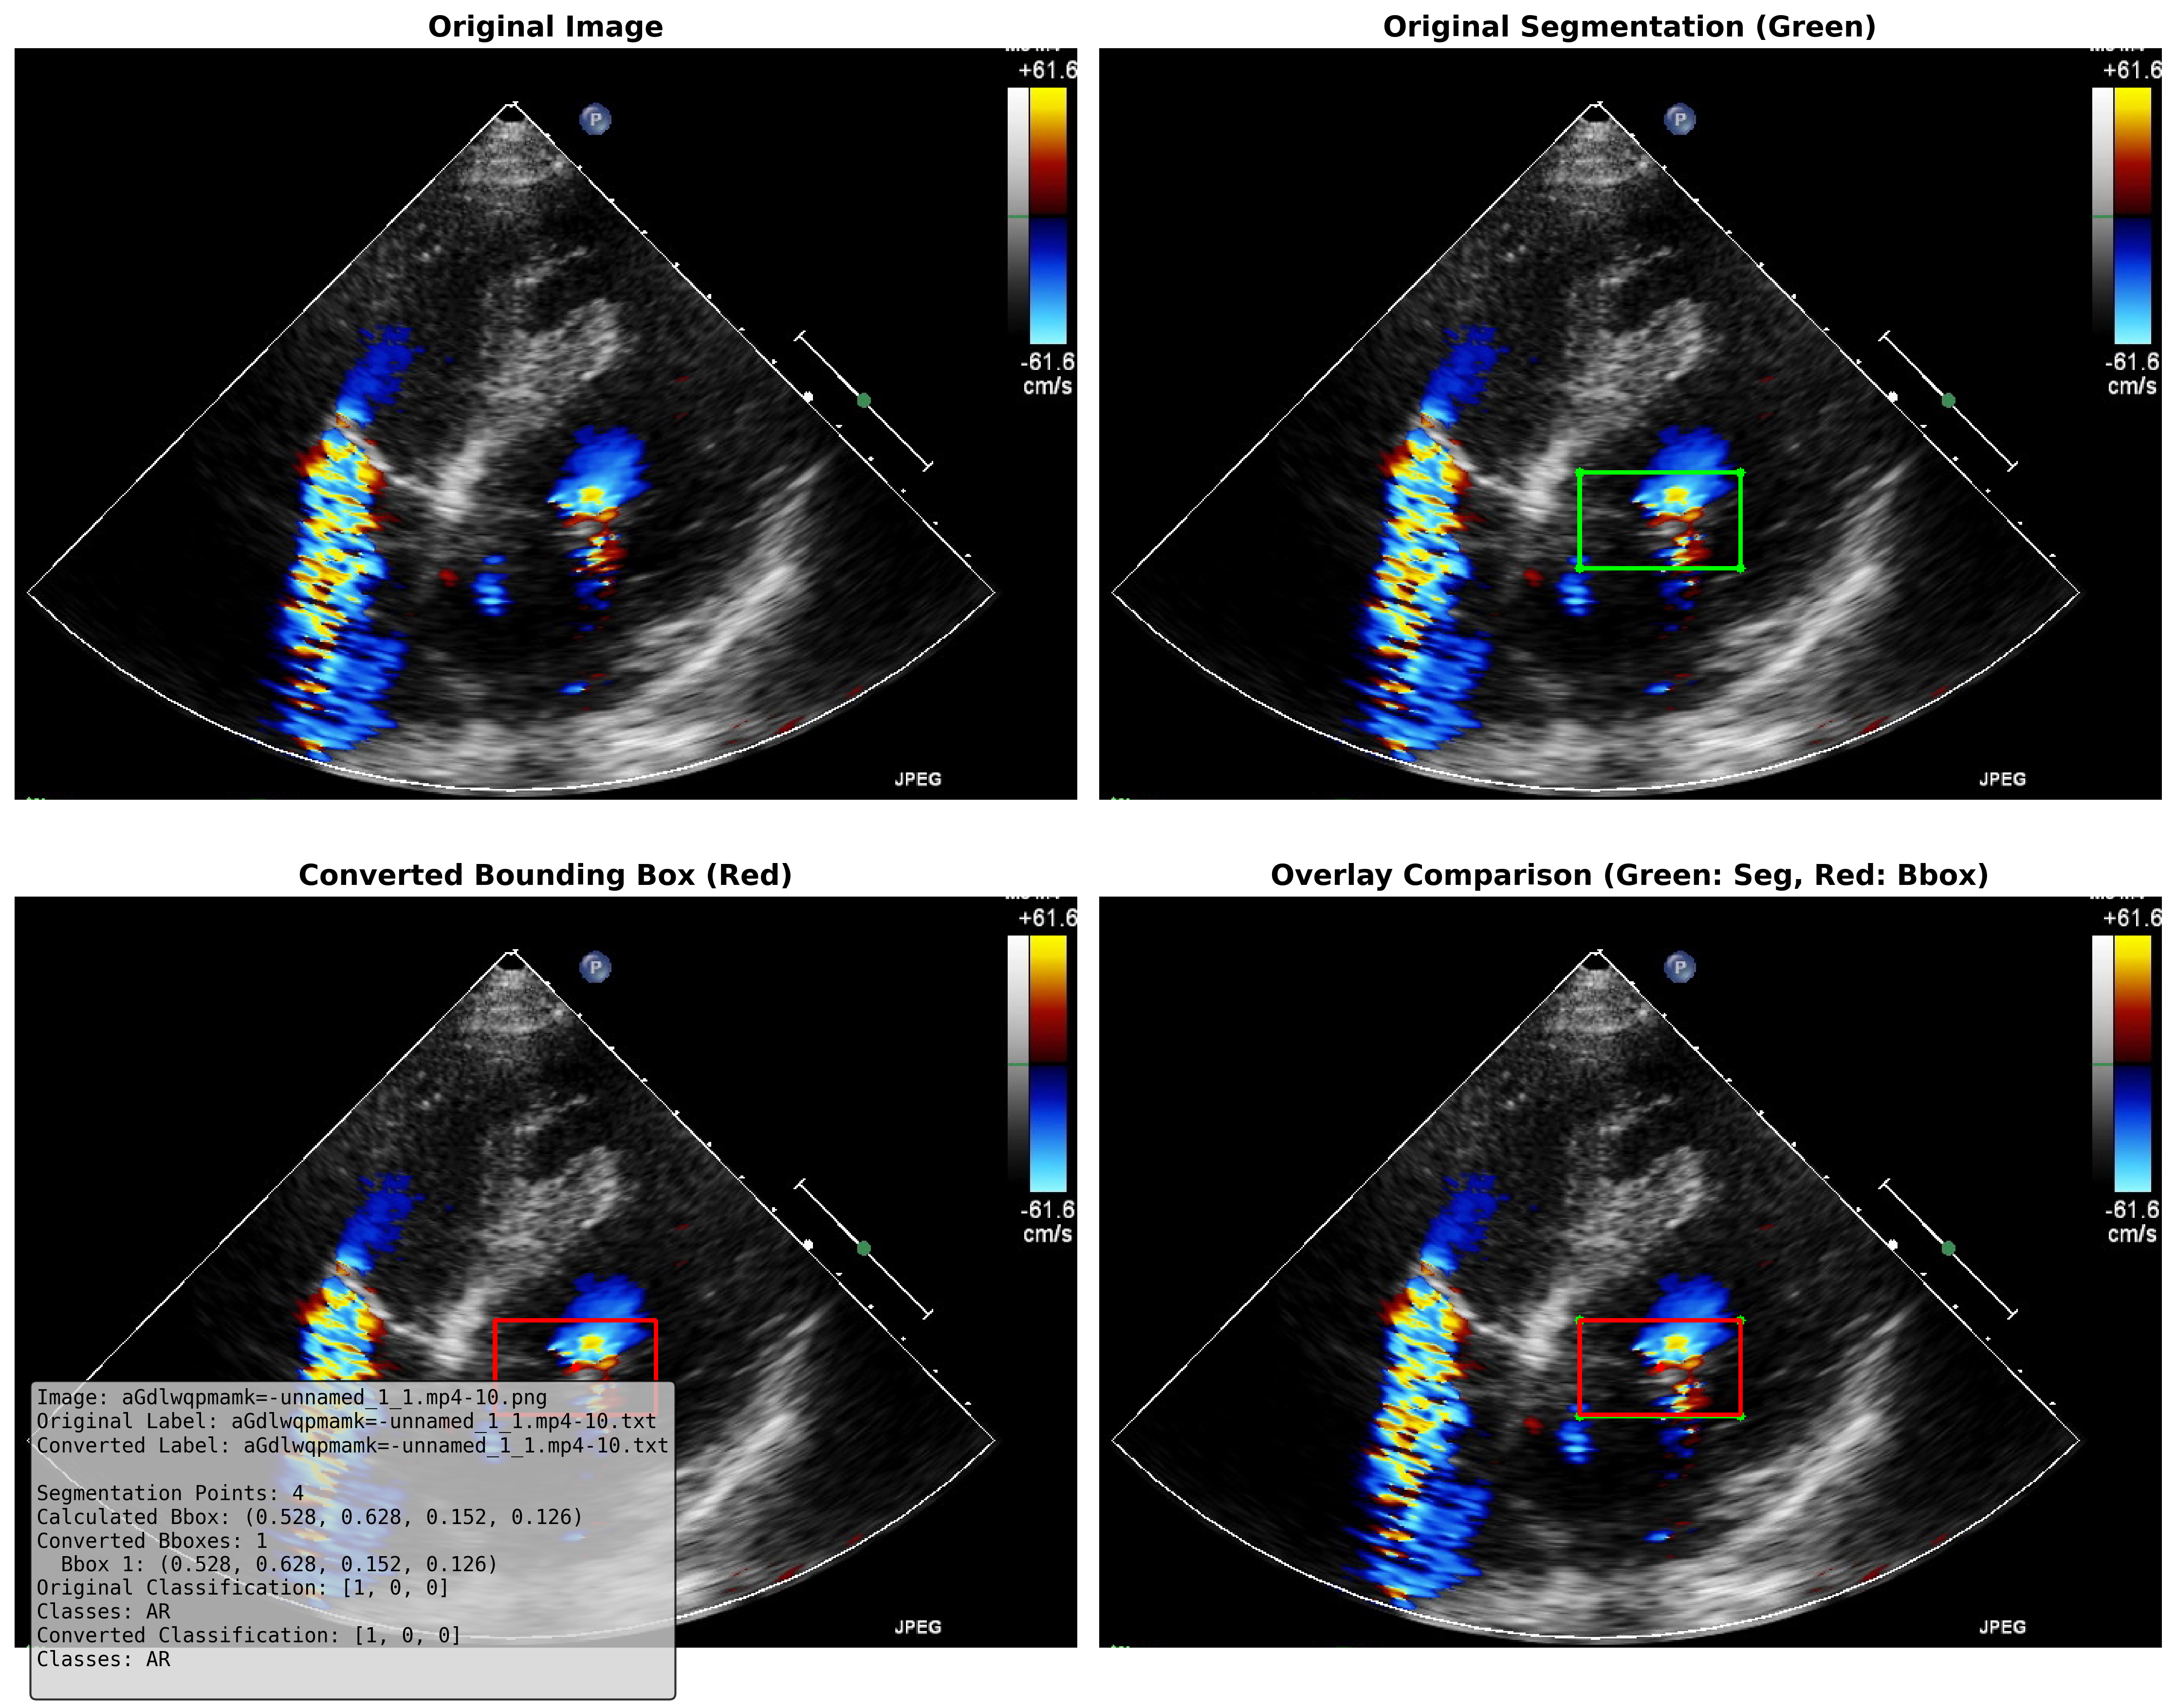 Original Image
+61.6
P
-61.6
cm/s
JPEG
Original Segmentation (Green)
+61.6
P
-61.6
cm/s
JPEG
Converted Bounding Box (Red)
+61.6
P
-61.6
cm/s
JPEG
Image: aGdlwqpmamk=-unnamed_1_1.mp4-10.png
Original Label: aGdlwqpmamk=-unnamed_1_1.mp4-10.txt
Converted Label: aGdlwqpmamk=-unnamed_1_1.mp4-10.txt
Segmentation Points: 4
Calculated Bbox: (0.528, 0.628, 0.152, 0.126)
Converted Bboxes: 1
Bbox 1: (0.528, 0.628, 0.152, 0.126)
Original Classification: [1, 0, 0]
Classes: AR
Converted Classification: [1, 0, 0]
Classes: AR
Overlay Comparison (Green: Seg, Red: Bbox)
+61.6
P
-61.6
cm/s
JPEG